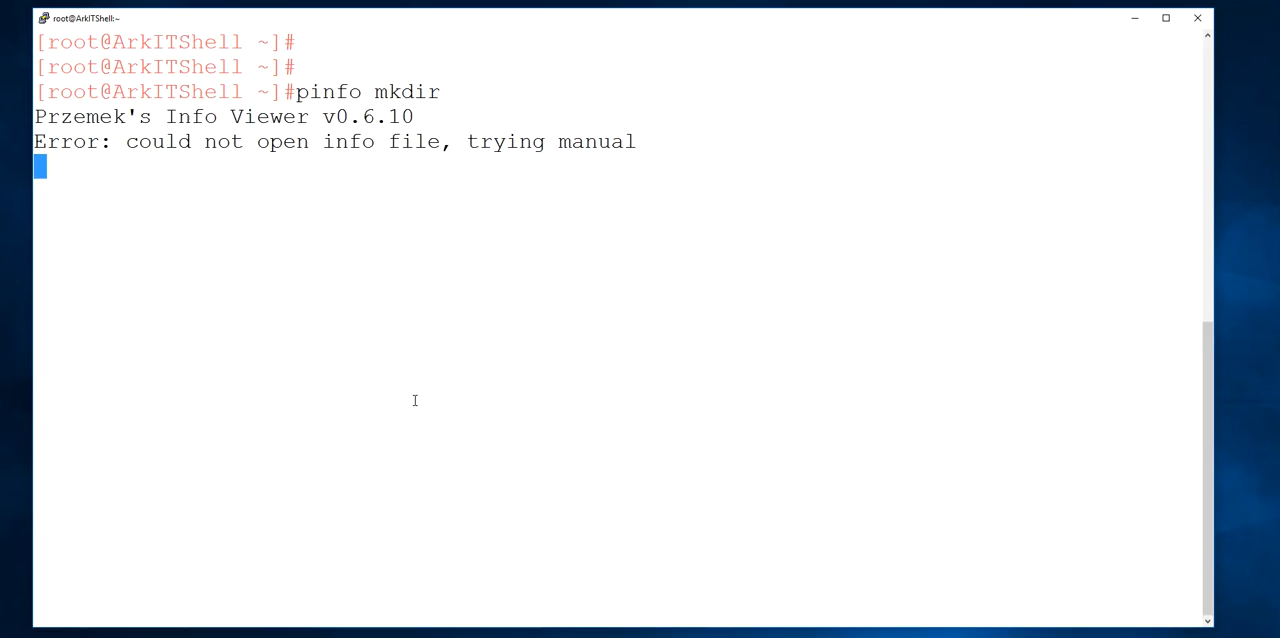 root@ArkITShell:~
[root@ArkITShell ~]#
[root@ArkITShell ~]#
[root@ArkITShell ~]#pinfo mkdir
Przemek's Info Viewer v0.6.10
Error: could not open info file, trying manual